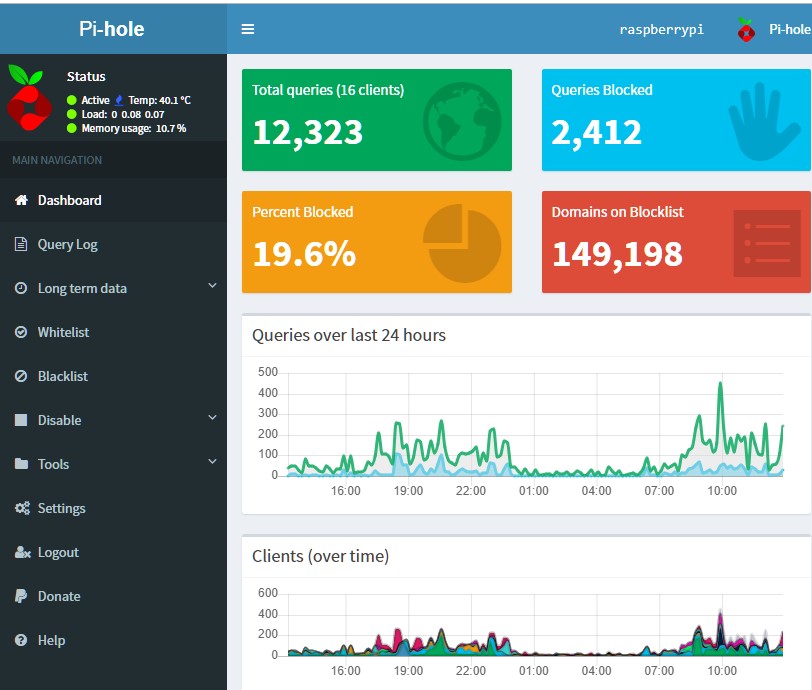 Pi-hole
raspberrypi
Pi-hole
Status
Active Temp: 40.1 °C
Load: 0 0.08 0.07
Memory usage: 10.7 %
MAIN NAVIGATION
Dashboard
Query Log
Long term data
Whitelist
Blacklist
Disable
Tools
Settings
Logout
Donate
Help
Total queries (16 clients)
12,323
Queries Blocked
2,412
Percent Blocked
19.6%
Domains on Blocklist
149,198
Queries over last 24 hours
500
400
300
200
100
0
16:00 19:00 22:00 01:00 04:00 07:00 10:00
Clients (over time)
600
400
200
0
16:00 19:00 22:00 01:00 04:00 07:00 10:00